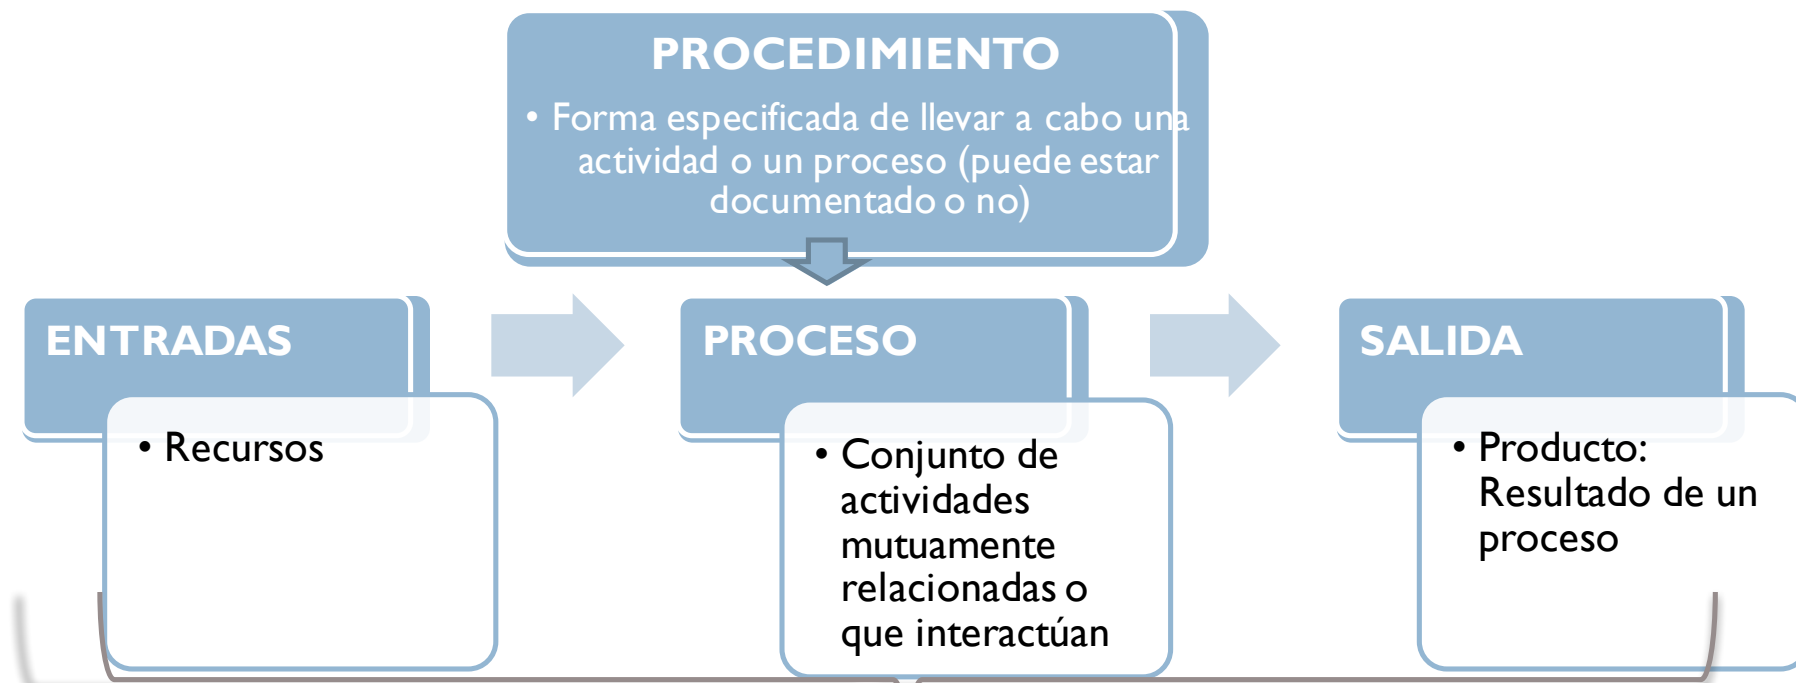 PROCEDIMIENTO
• Forma especificada de llevar a cabo una
actividad o un proceso (puede estar
documentado o no)
ENTRADAS
• Recursos
PROCESO
• Conjunto de
actividades
mutuamente
relacionadas o
que interactúan
SALIDA
• Producto:
Resultado de un
proceso